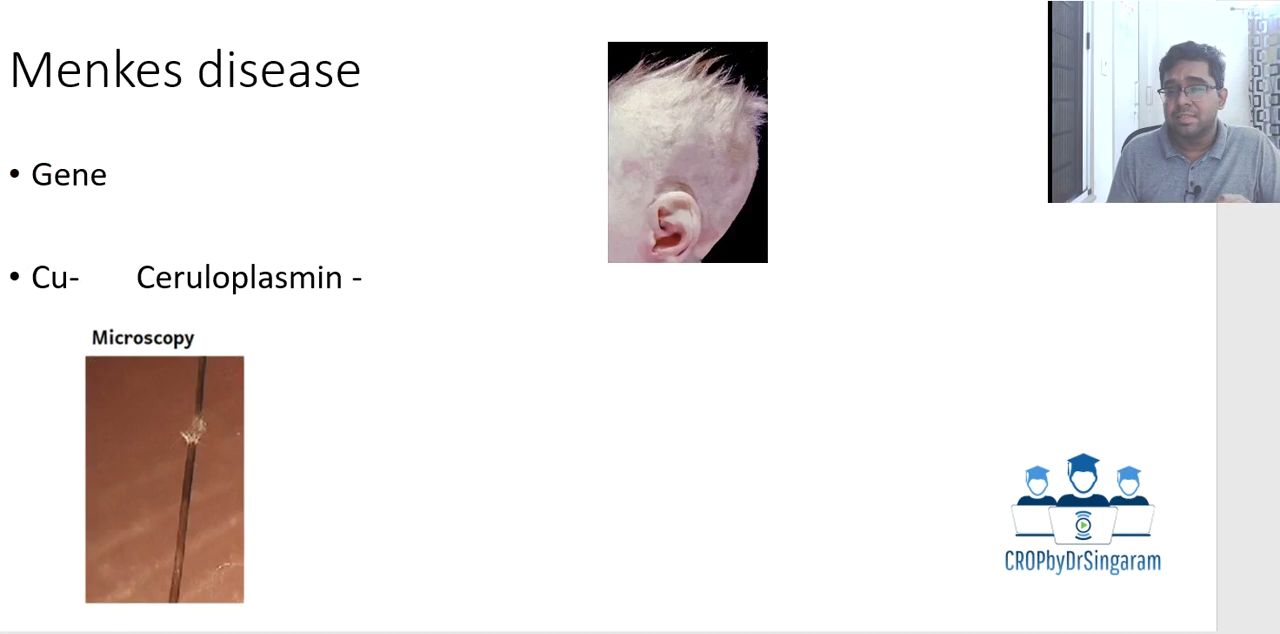 Menkes disease
• Gene
• Cu- Ceruloplasmin -
Microscopy
CROPbyDrSingaram